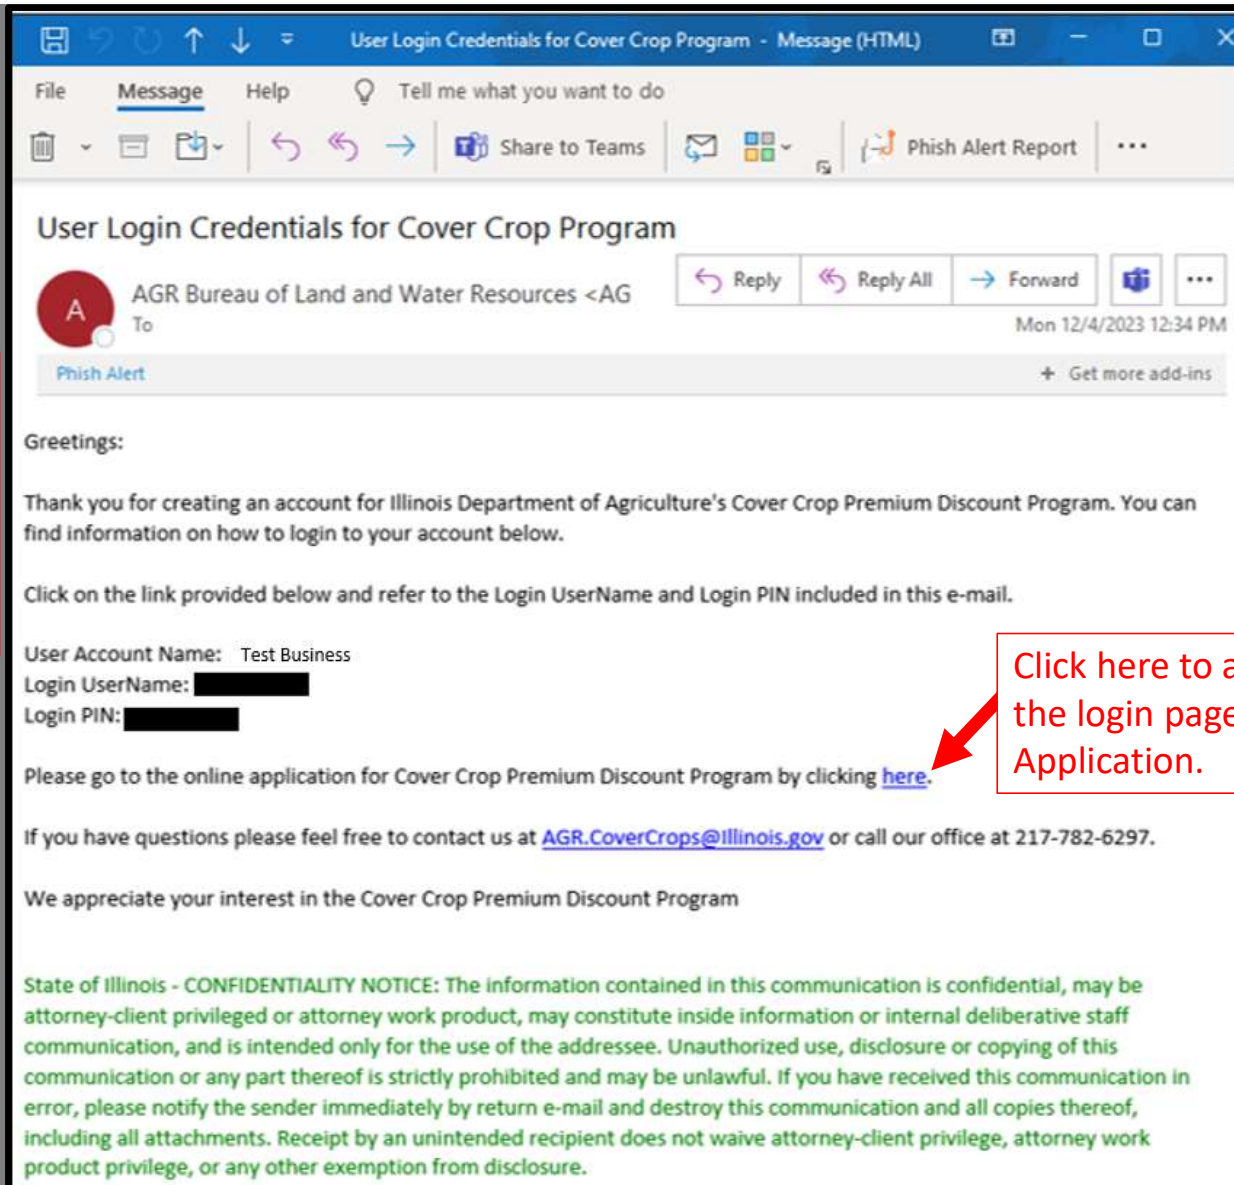 User Login Credentials for Cover Crop Program - Message (HTML)
File Message Help Tell me what you want to do
Share to Teams Phish Alert Report
User Login Credentials for Cover Crop Program
A
AGR Bureau of Land and Water Resources <AG
To
Reply Reply All Forward
Mon 12/4/2023 12:34 PM
Phish Alert + Get more add-ins
Greetings:
Thank you for creating an account for Illinois Department of Agriculture's Cover Crop Premium Discount Program. You can
find information on how to login to your account below.
Click on the link provided below and refer to the Login UserName and Login PIN included in this e-mail.
User Account Name: Test Business
Login UserName:
Login PIN:
Click here to a
the login page
Application.
Please go to the online application for Cover Crop Premium Discount Program by clicking here.
If you have questions please feel free to contact us at AGR.CoverCrops@Illinois.gov or call our office at 217-782-6297.
We appreciate your interest in the Cover Crop Premium Discount Program
State of Illinois - CONFIDENTIALITY NOTICE: The information contained in this communication is confidential, may be
attorney-client privileged or attorney work product, may constitute inside information or internal deliberative staff
communication, and is intended only for the use of the addressee. Unauthorized use, disclosure or copying of this
communication or any part thereof is strictly prohibited and may be unlawful. If you have received this communication in
error, please notify the sender immediately by return e-mail and destroy this communication and all copies thereof,
including all attachments. Receipt by an unintended recipient does not waive attorney-client privilege, attorney work
product privilege, or any other exemption from disclosure.